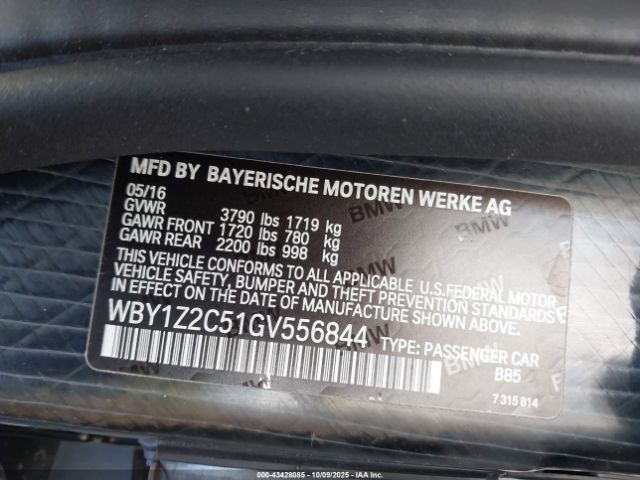 MFD BY BAYERISCHE MOTOREN WERKE AG
05/16
GVWR 3790 lbs 1719 kg
GAWR FRONT 1720 lbs 780 kg
GAWR REAR 2200 lbs 998 kg
THIS VEHICLE CONFORMS TO ALL APPLICABLE U.S.FEDERAL MOTOR
VEHICLE SAFETY, BUMPER AND THEFT PREVENTION STANDARDS
IN EFFECT ON THE DATE OF MANUFACTURE SHOWN ABOVE.
WBY1Z2C51GV556844 TYPE: PASSENGER CAR
B85
7 315 814
000-43428085 - 10/09/2025 - IAAI.COM